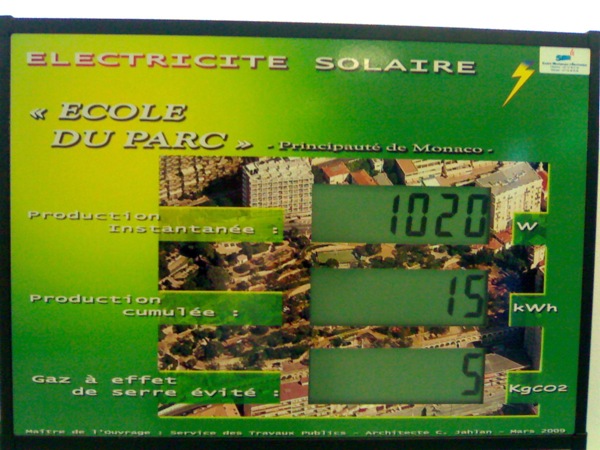 ELECTRICITE SOLAIRE
« ECOLE
DU PARC » - Principauté de Monaco -
Production
Instantanée : 1020 W
Production
cumulée : 15 kWh
Gaz à effet
de serre évité : 5 KgCO2
Maître de l'Ouvrage : Service des Travaux Publics - Architecte C. Jahlan - Mars 2009